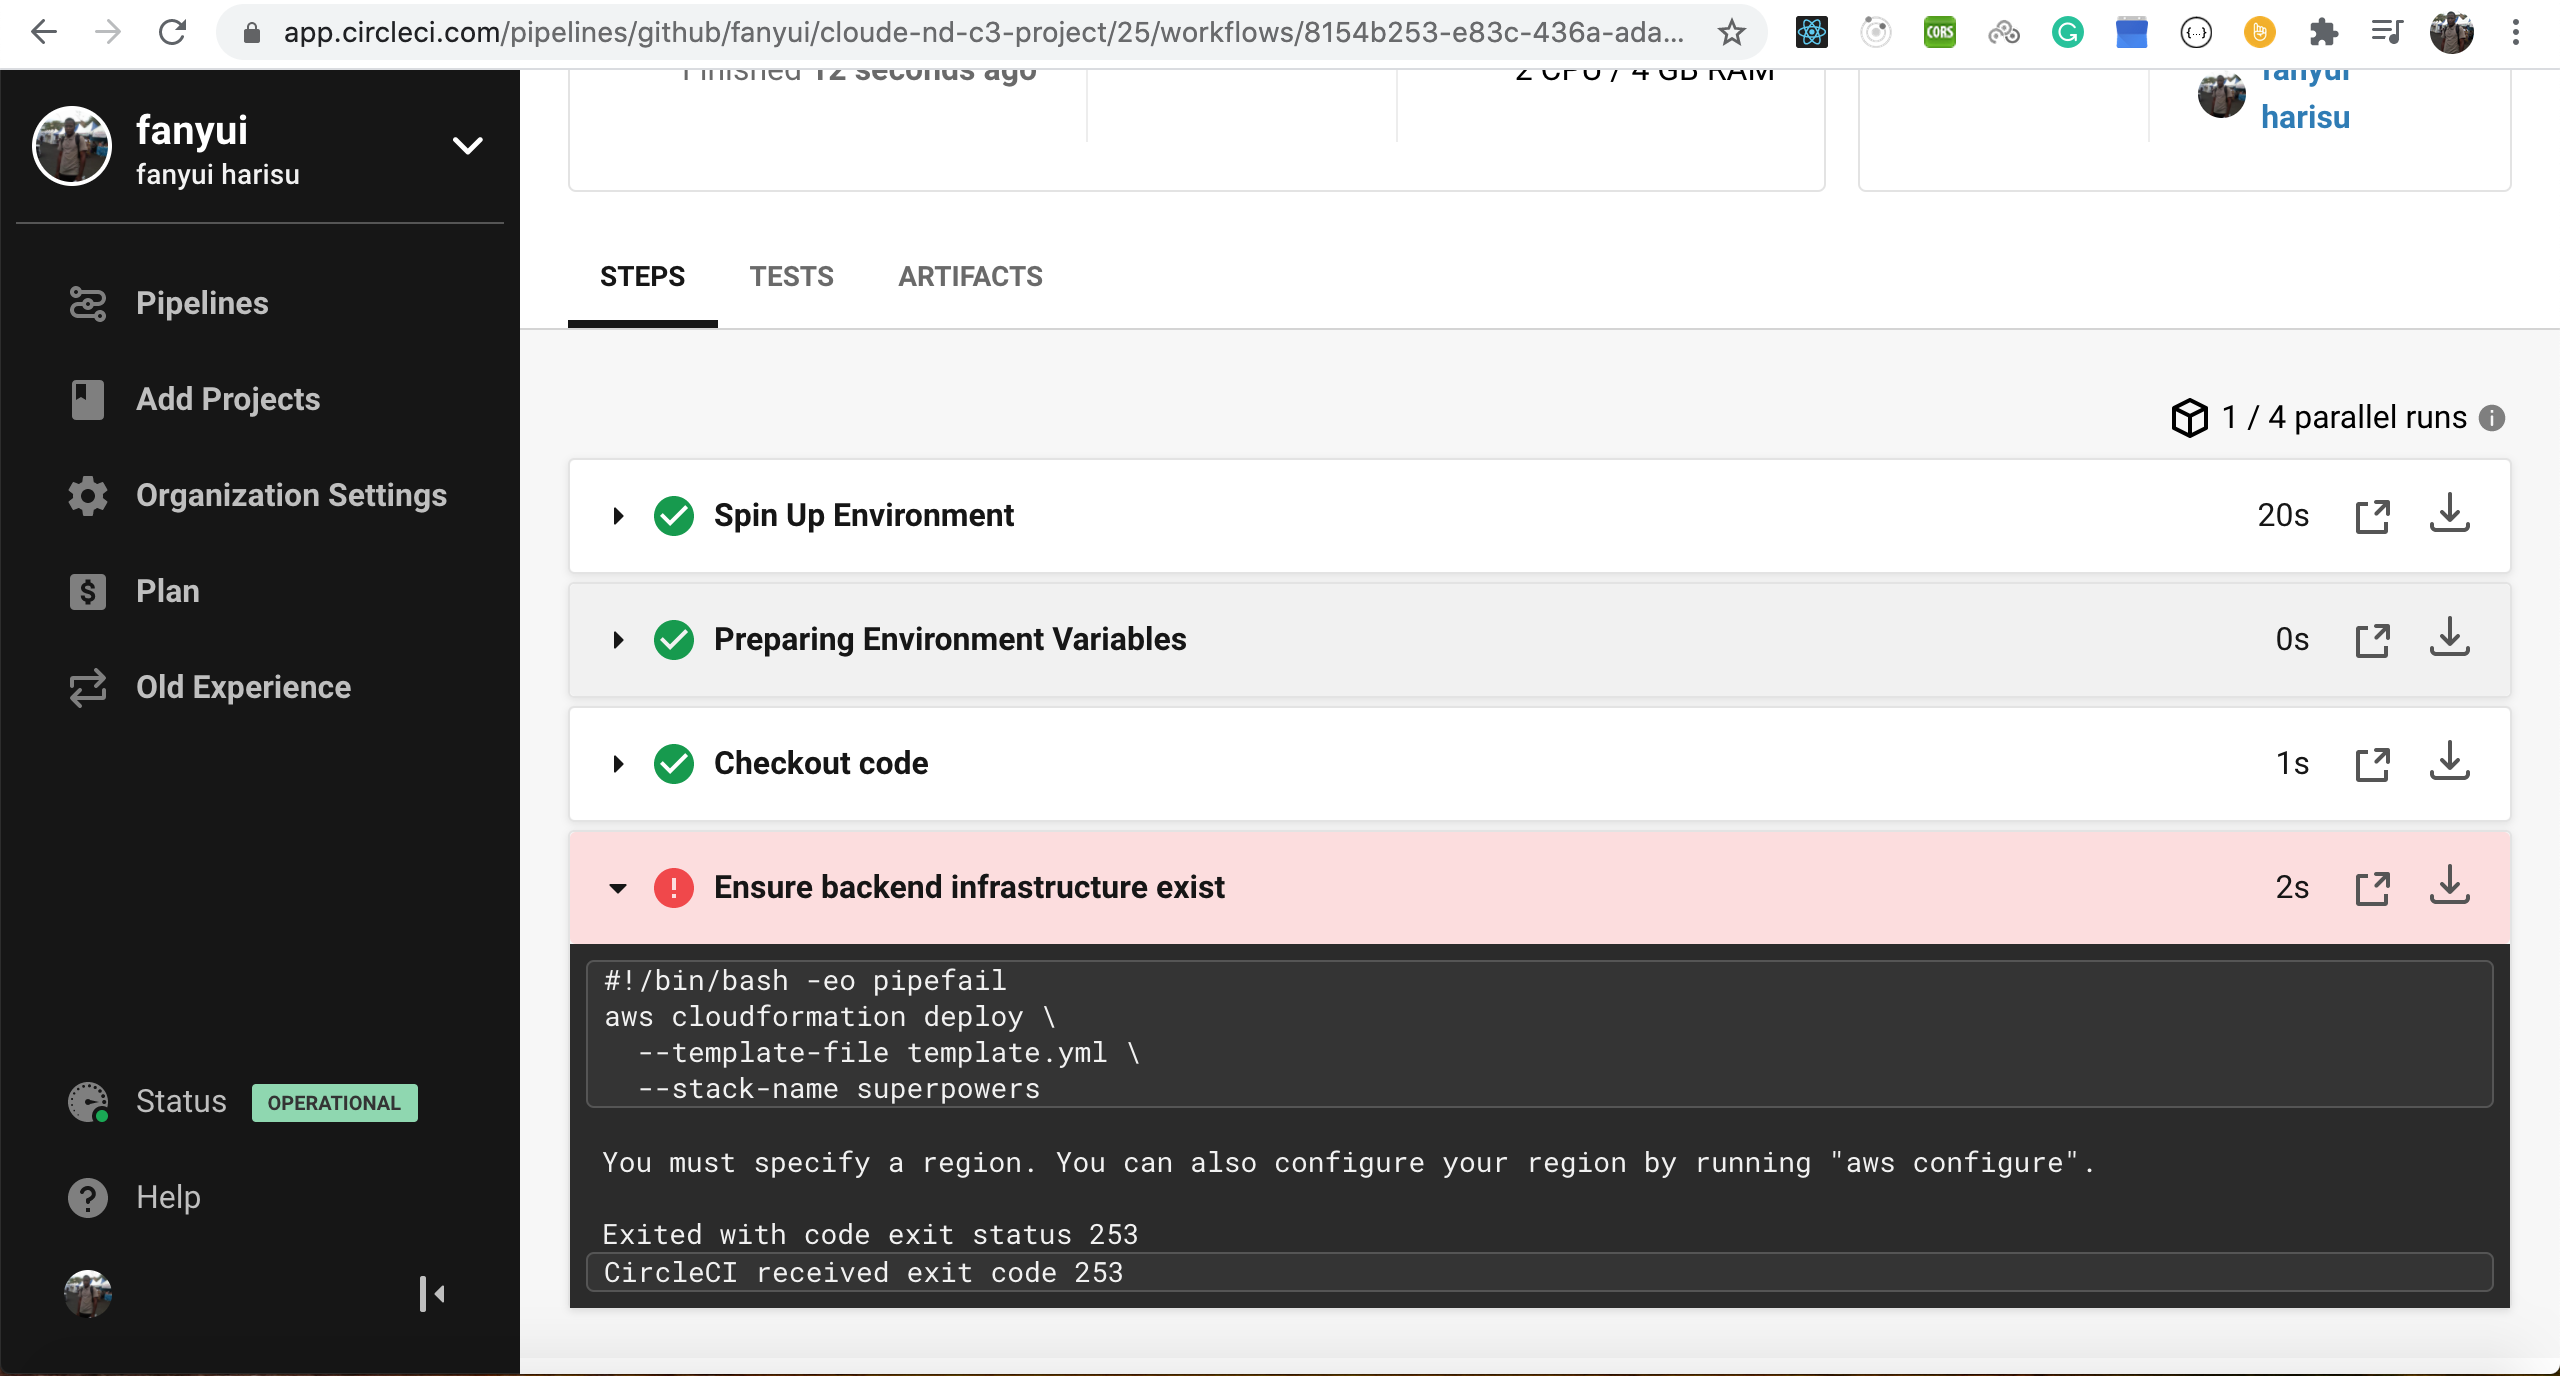 app.circleci.com/pipelines/github/fanyui/cloude-nd-c3-project/25/workflows/8154b253-e83c-436a-ada...
CORS
fanyui
fanyui harisu
Pipelines
Add Projects
Organization Settings
Plan
Old Experience
Status OPERATIONAL
Help
Finished 12 seconds ago
2 CPU / 4 GB RAM
fanyui
harisu
STEPS TESTS ARTIFACTS
1 / 4 parallel runs
Spin Up Environment 20s
Preparing Environment Variables 0s
Checkout code 1s
Ensure backend infrastructure exist 2s
#!/bin/bash -eo pipefail
aws cloudformation deploy \
--template-file template.yml \
--stack-name superpowers
You must specify a region. You can also configure your region by running "aws configure".
Exited with code exit status 253
CircleCI received exit code 253